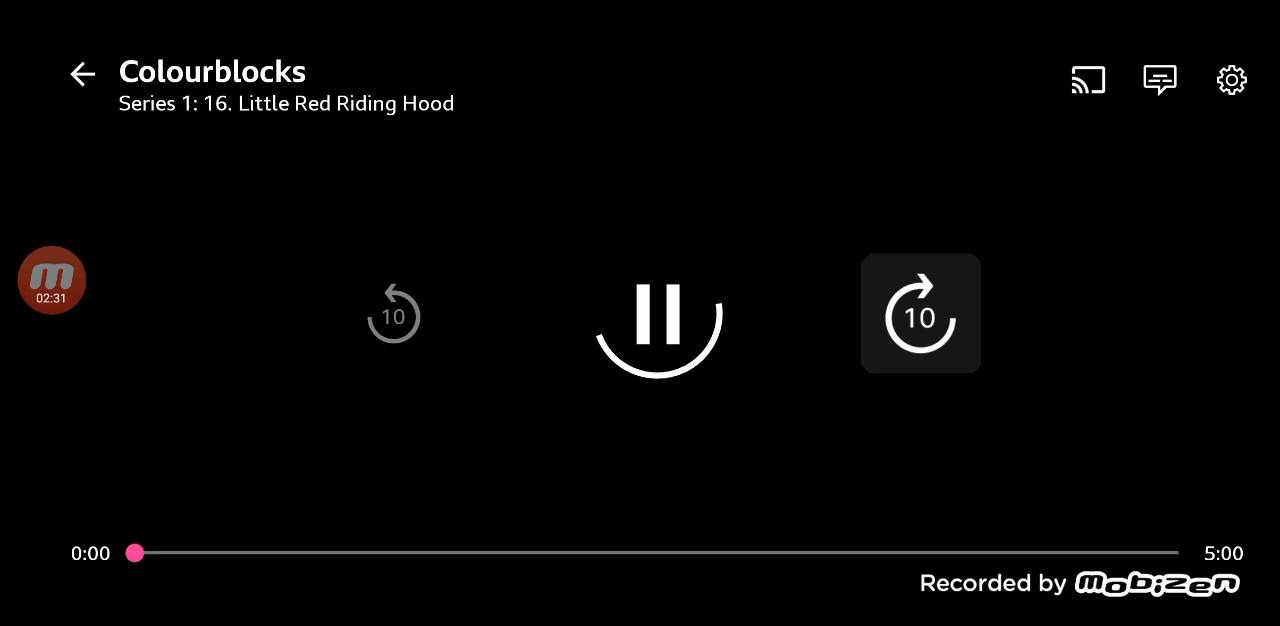 Colourblocks
Series 1: 16. Little Red Riding Hood
m
02:31
10
10
0:00
5:00
Recorded by mobizen